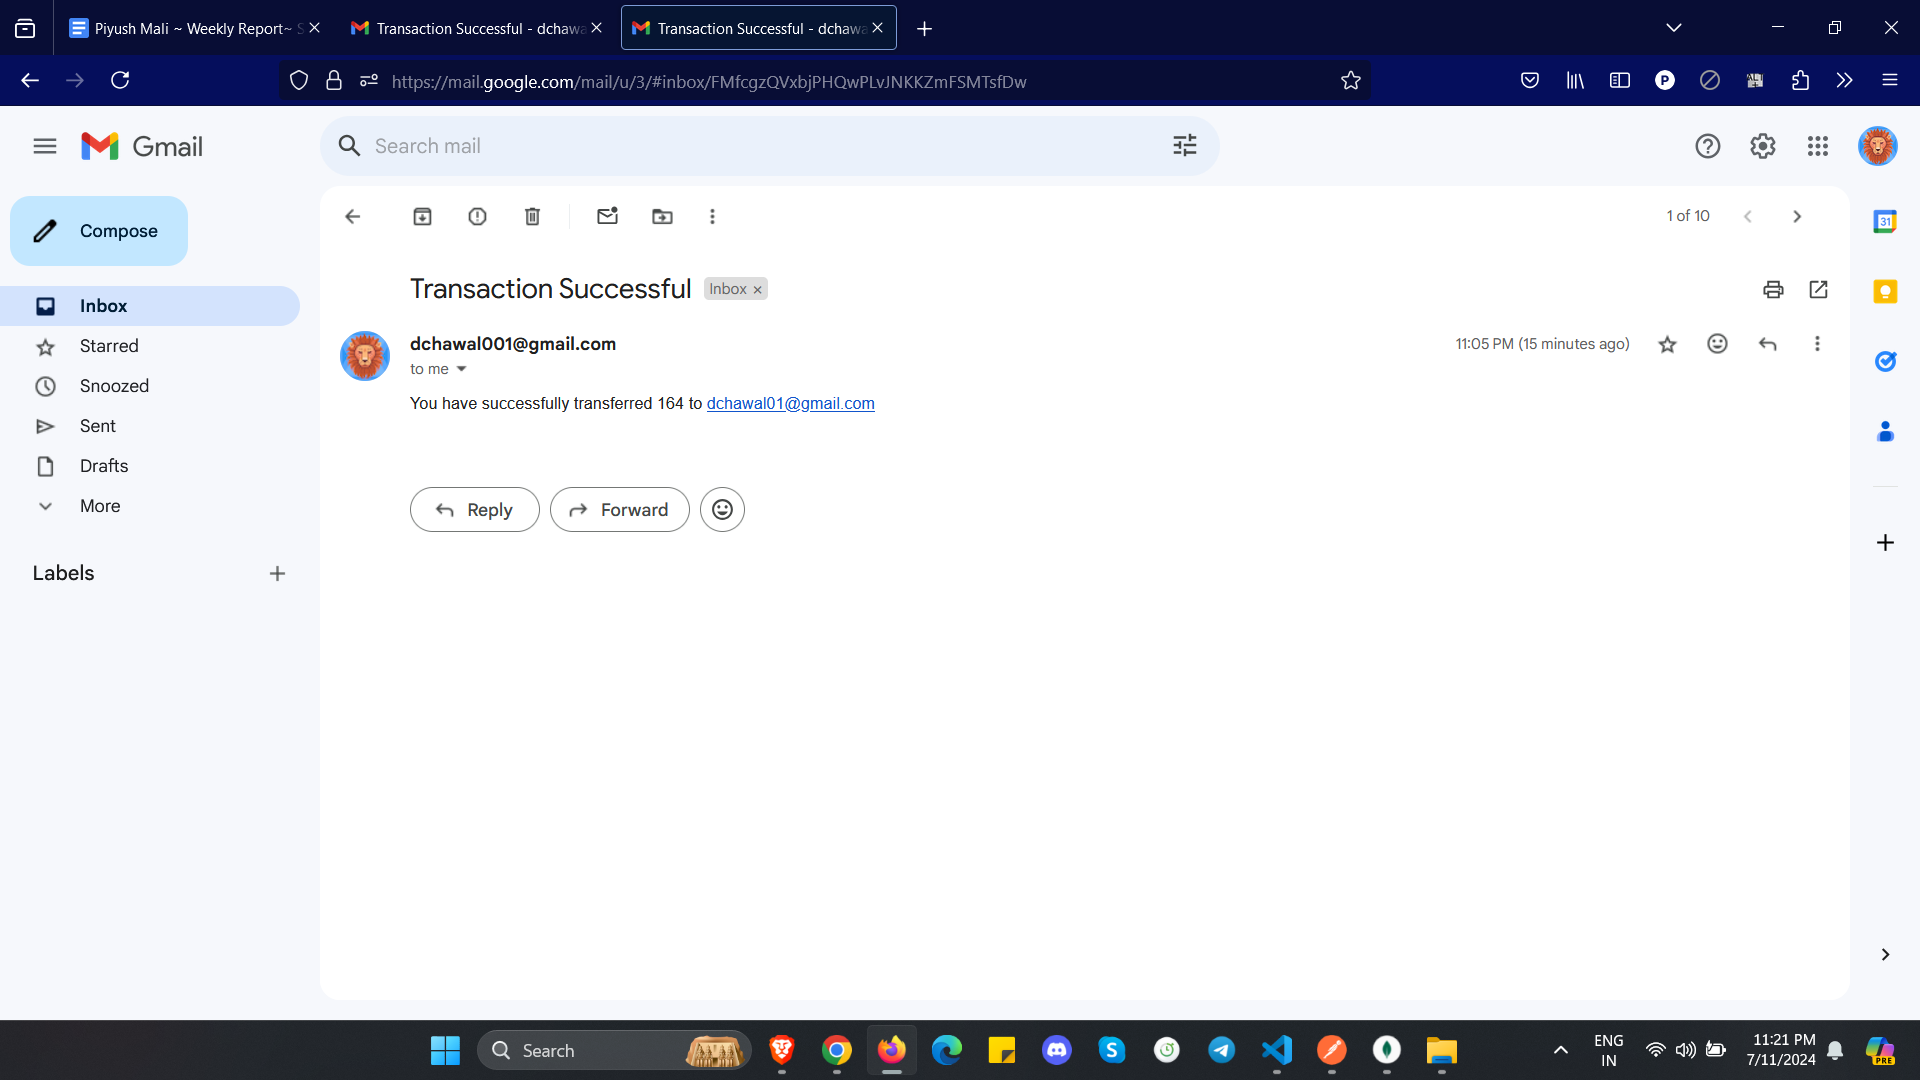 Piyush Mali ~ Weekly Report~ S
Transaction Successful - dchawa
Transaction Successful - dchawa
https://mail.google.com/mail/u/3/#inbox/FMfcgzQVxbjPHQwPLvJNKKZmFSMTsfDw
P
Gmail
Search mail
Compose
1 of 10
31
Inbox
Starred
Snoozed
Sent
Drafts
More
Labels
Transaction Successful
Inbox ×
dchawal001@gmail.com
11:05 PM (15 minutes ago)
to me
You have successfully transferred 164 to dchawal01@gmail.com
Reply
Forward
Search
S
ENG
IN
11:21 PM
7/11/2024
PRE